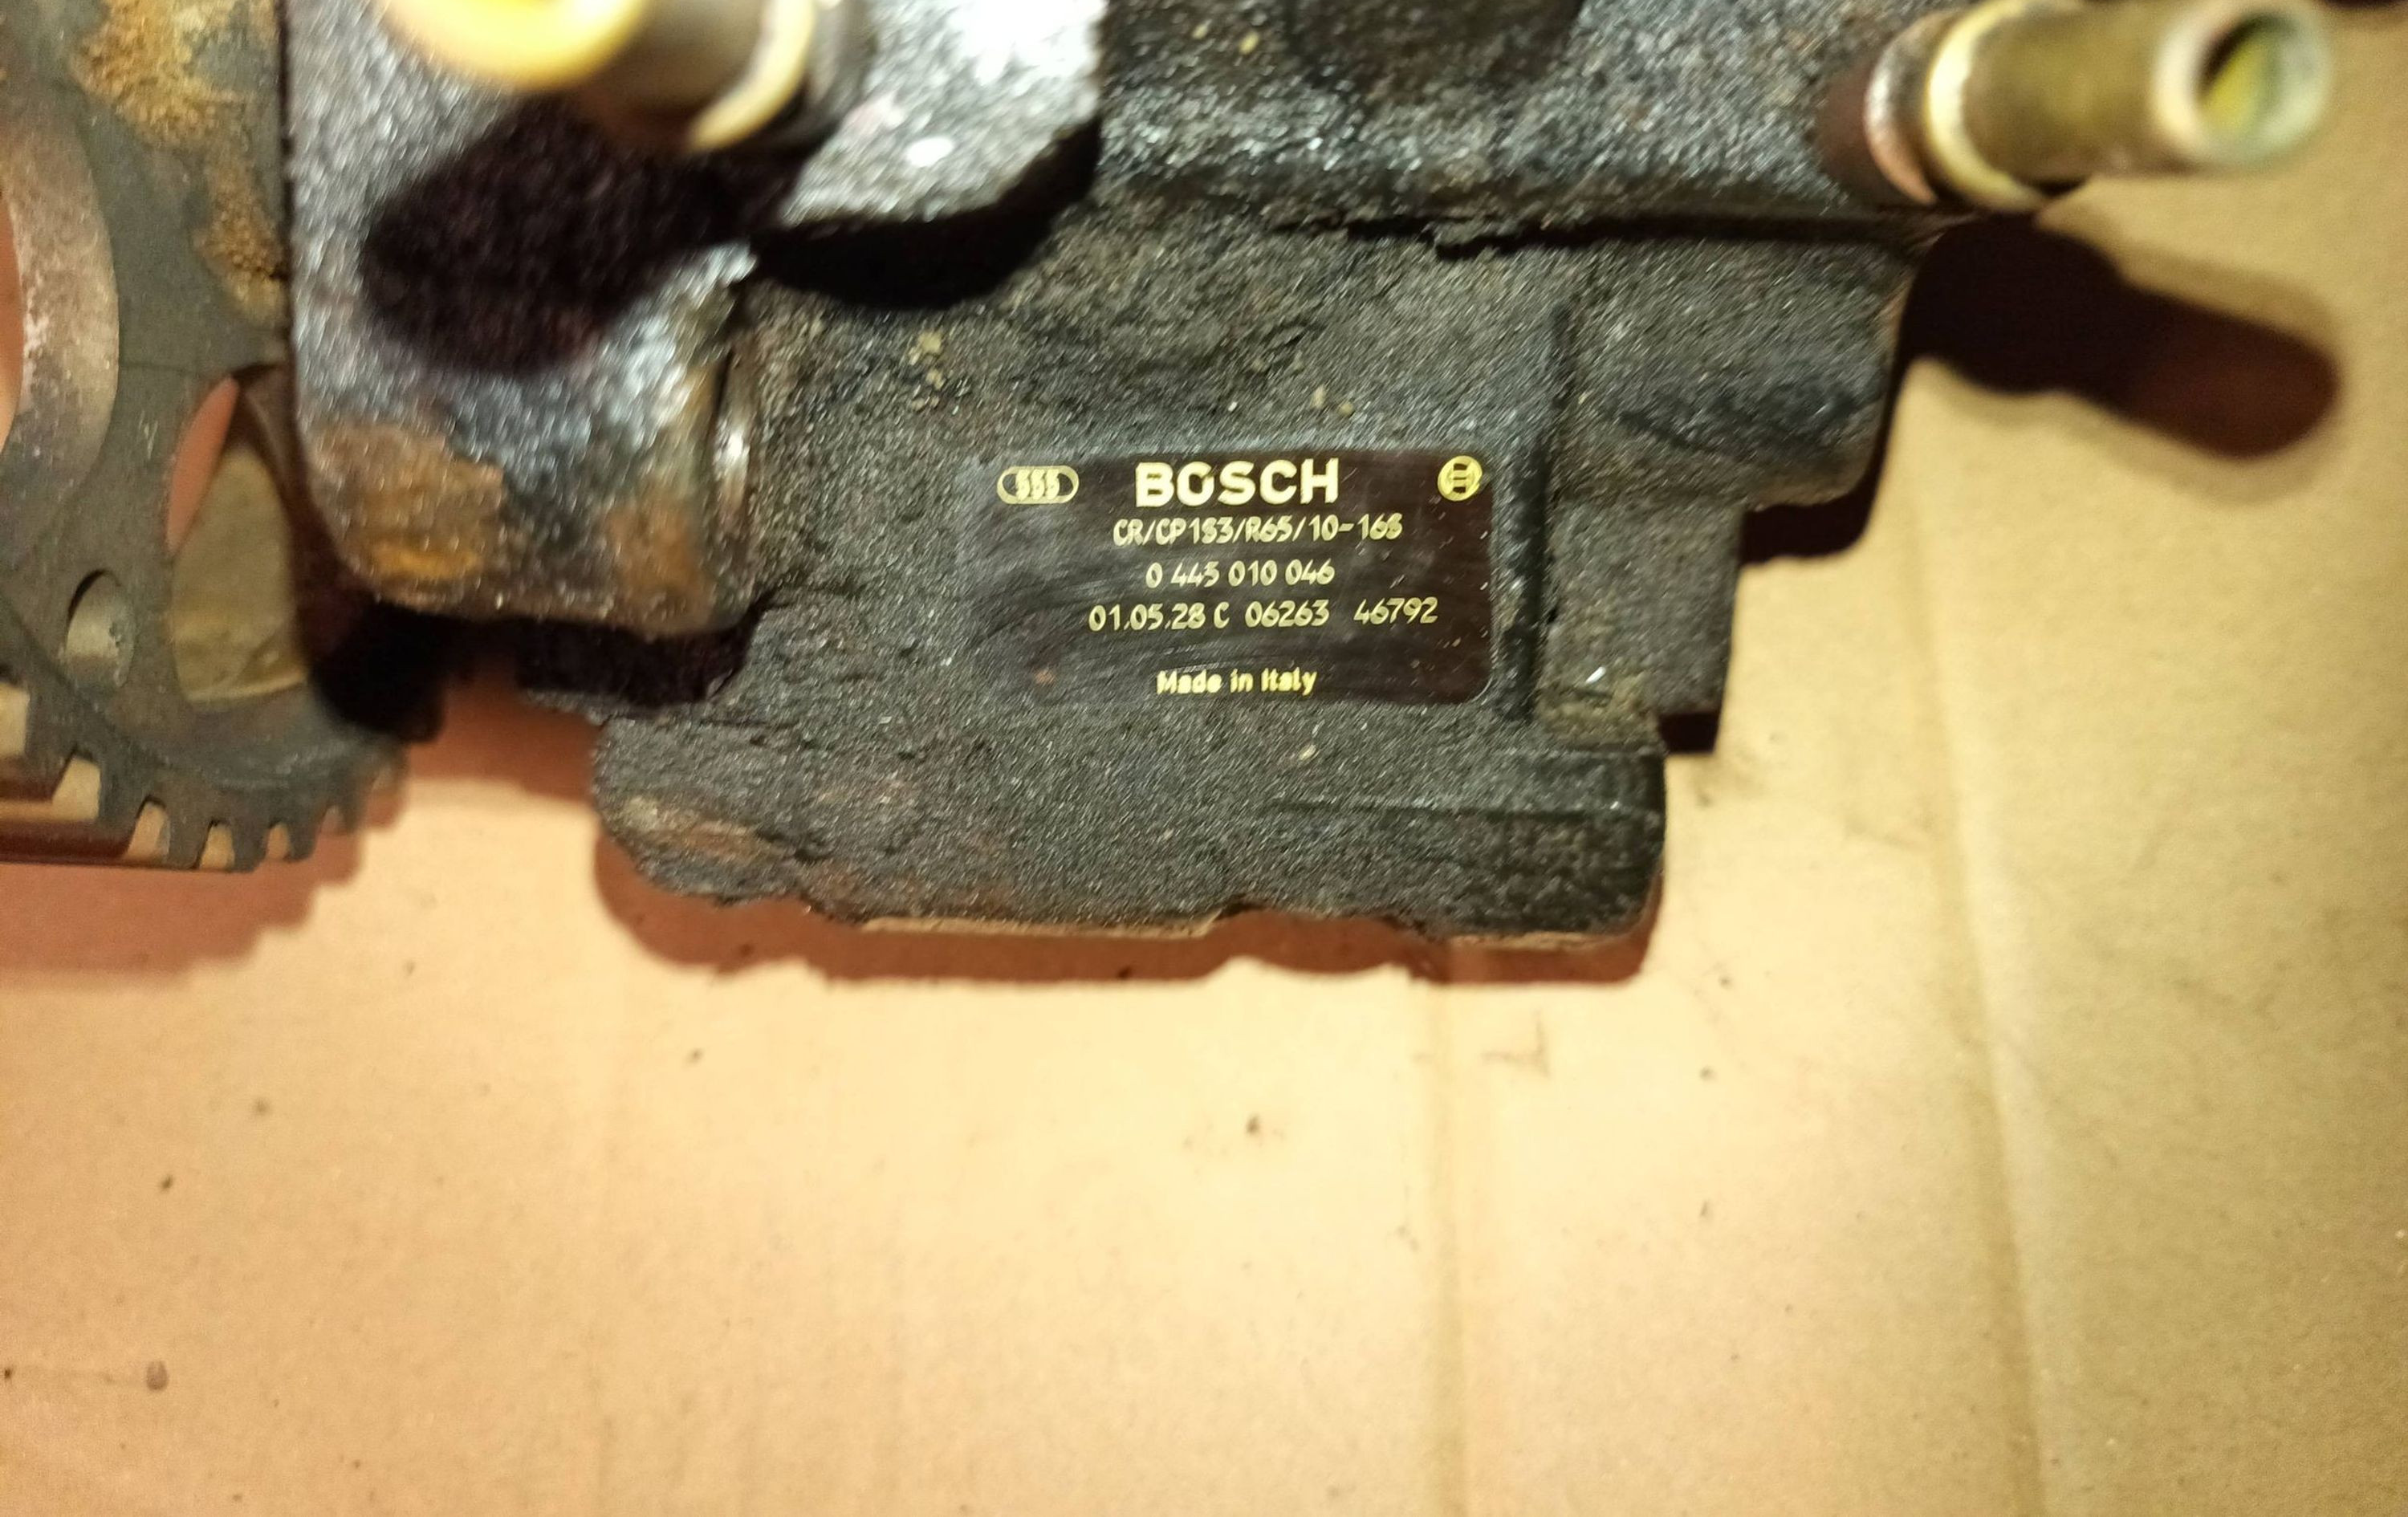 BOSCH
CR/CP1S3/R65/10-16S
0 445 010 046
01.05.28 C 06263 46792
Made in Italy